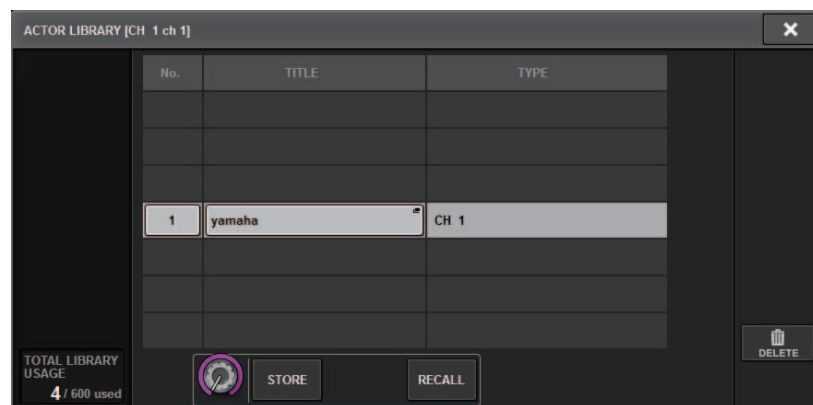 ACTOR LIBRARY [CH 1 ch 1]
No. TITLE TYPE
1 yamaha CH 1
DELETE
TOTAL LIBRARY
USAGE
4 / 600 used
STORE RECALL